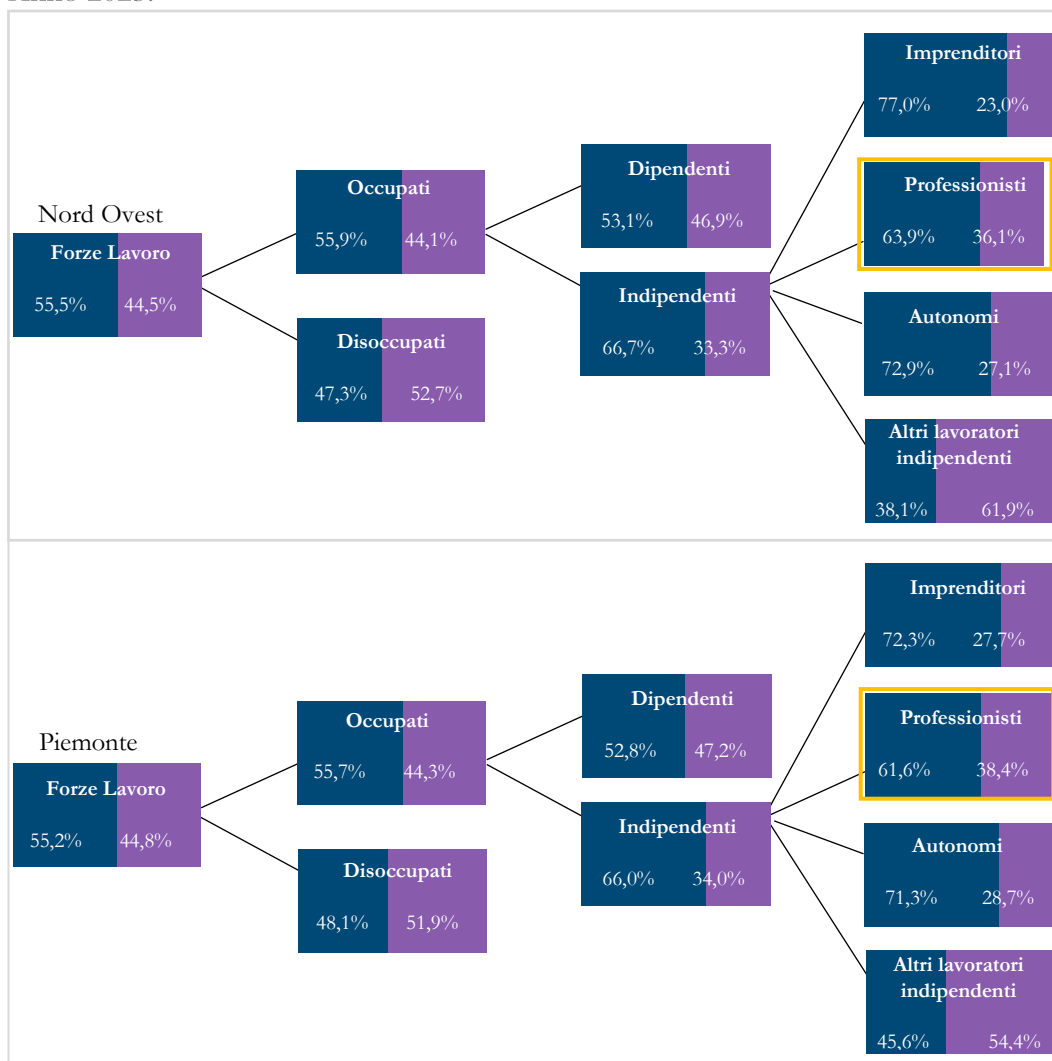 Nord Ovest
Forze Lavoro
55,5% 44,5%
Occupati
55,9% 44,1%
Disoccupati
47,3% 52,7%
Dipendenti
53,1% 46,9%
Indipendenti
66,7% 33,3%
Imprenditori
77,0% 23,0%
Professionisti
63,9% 36,1%
Autonomi
72,9% 27,1%
Altri lavoratori
indipendenti
38,1% 61,9%
Piemonte
Forze Lavoro
55,2% 44,8%
Occupati
55,7% 44,3%
Disoccupati
48,1% 51,9%
Dipendenti
52,8% 47,2%
Indipendenti
66,0% 34,0%
Imprenditori
72,3% 27,7%
Professionisti
61,6% 38,4%
Autonomi
71,3% 28,7%
Altri lavoratori
indipendenti
45,6% 54,4%